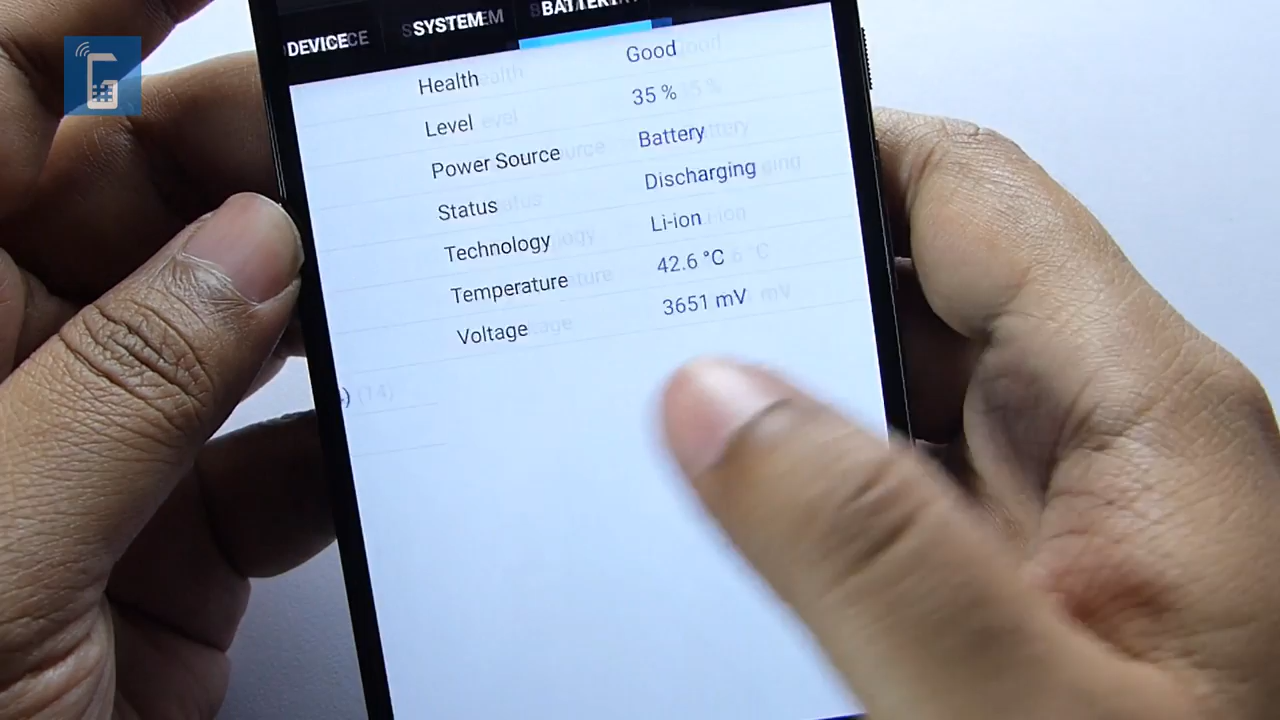 DEVICE SYSTEM BATTERY
Health Good
Level 35 %
Power Source Battery
Status Discharging
Technology Li-ion
Temperature 42.6 °C
Voltage 3651 mV
(14)